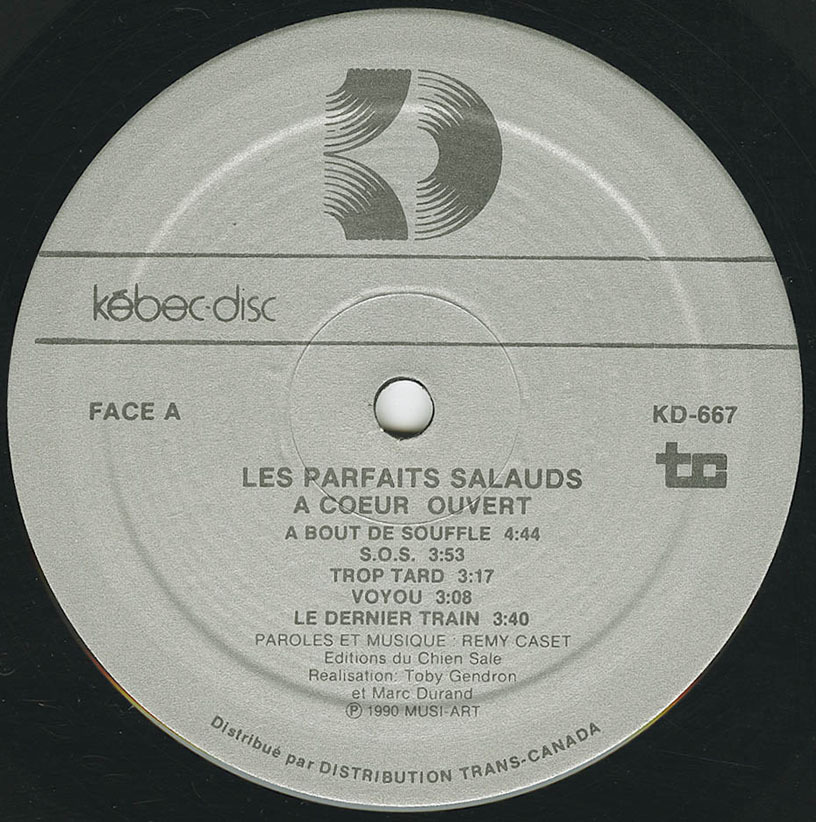 kébec-disc
FACE A
KD-667
tc
LES PARFAITS SALAUDS
A COEUR OUVERT
A BOUT DE SOUFFLE 4:44
S.O.S. 3:53
TROP TARD 3:17
VOYOU 3:08
LE DERNIER TRAIN 3:40
PAROLES ET MUSIQUE : REMY CASET
Editions du Chien Sale
Realisation: Toby Gendron
et Marc Durand
Ⓟ 1990 MUSI-ART
Distribué par DISTRIBUTION TRANS-CANADA